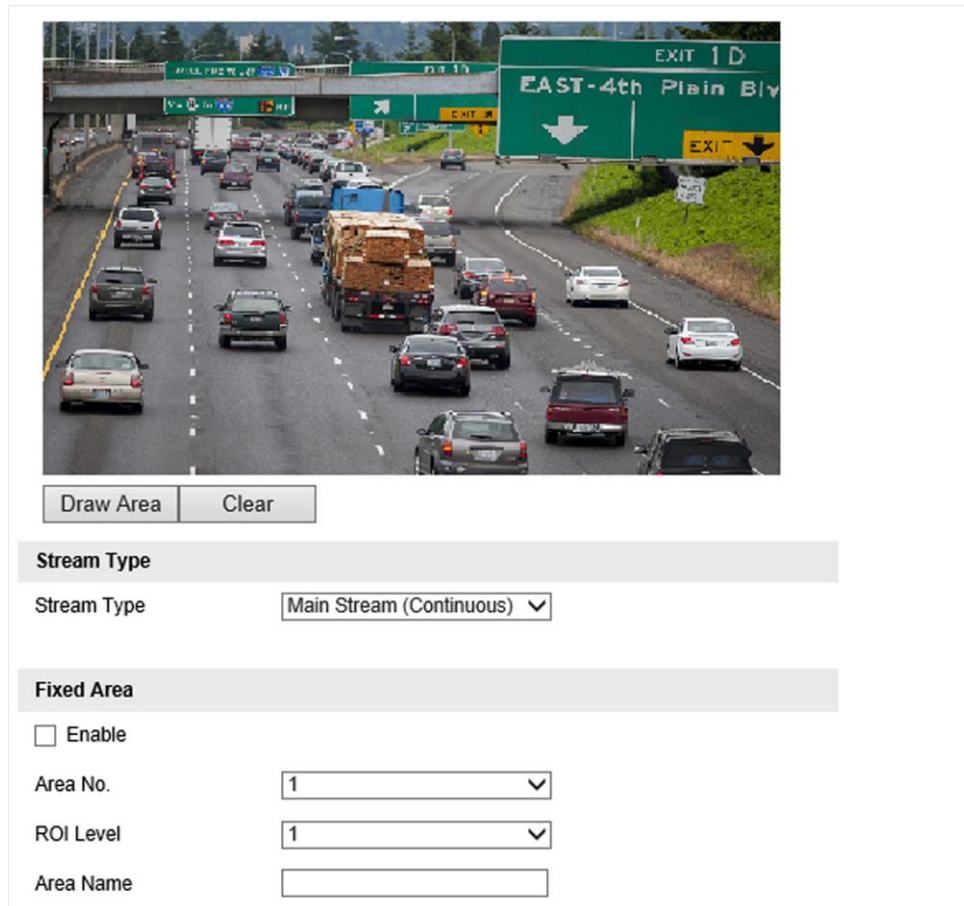 EXIT 1D
EAST-4th Plain Blv
EXIT
Draw Area
Clear
Stream Type
Stream Type
Main Stream (Continuous)
Fixed Area
Enable
Area No.
1
ROI Level
1
Area Name